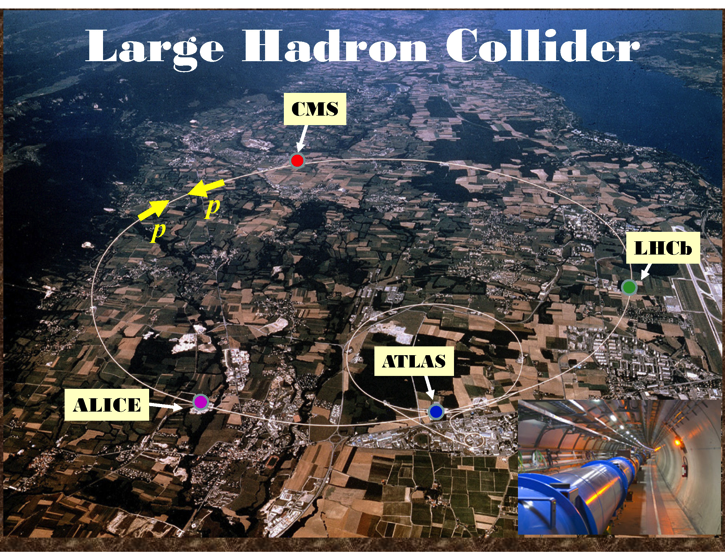 Large Hadron Collider
CMS
p
p
LHCb
ATLAS
ALICE